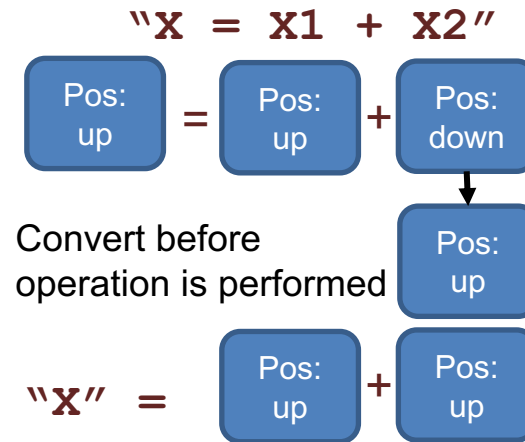 “X = X1 + X2”
Pos:
up
=
Pos:
up
+
Pos:
down
Convert before
operation is performed
Pos:
up
“X” =
Pos:
up
+
Pos:
up